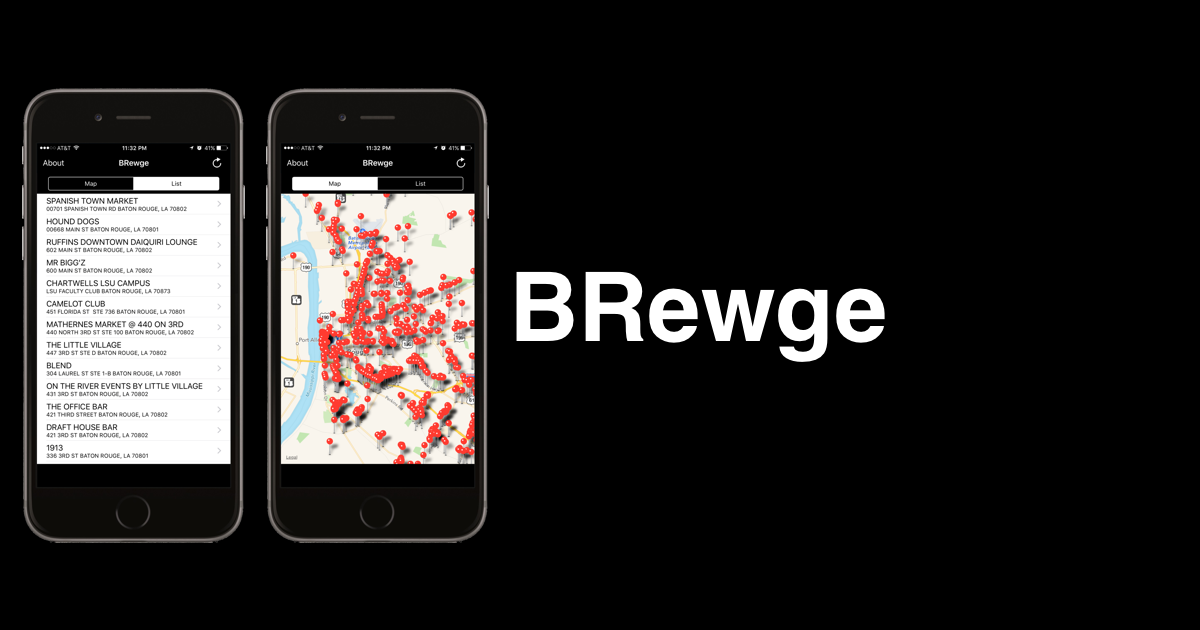 ●●●○○ AT&T 11:32 PM 41%
About BRewge
Map List
SPANISH TOWN MARKET
00701 SPANISH TOWN RD BATON ROUGE, LA 70802
HOUND DOGS
00668 MAIN ST BATON ROUGE, LA 70801
RUFFINS DOWNTOWN DAIQUIRI LOUNGE
602 MAIN ST BATON ROUGE, LA 70802
MR BIGG'Z
600 MAIN ST BATON ROUGE, LA 70802
CHARTWELLS LSU CAMPUS
LSU FACULTY CLUB BATON ROUGE, LA 70873
CAMELOT CLUB
451 FLORIDA ST STE 736 BATON ROUGE, LA 70801
MATHERNES MARKET @ 440 ON 3RD
440 NORTH 3RD ST STE 100 BATON ROUGE, LA 70802
THE LITTLE VILLAGE
447 3RD ST STE D BATON ROUGE, LA 70802
BLEND
304 LAUREL ST STE 1-B BATON ROUGE, LA 70801
ON THE RIVER EVENTS BY LITTLE VILLAGE
431 3RD ST BATON ROUGE, LA 70802
THE OFFICE BAR
421 THIRD STREET BATON ROUGE, LA 70802
DRAFT HOUSE BAR
421 3RD ST BATON ROUGE, LA 70802
1913
336 3RD ST BATON ROUGE, LA 70801
●●●○○ AT&T 11:32 PM 41%
About BRewge
Map List
190
190
190
190
190
1
1
Port
Legal
BRewge